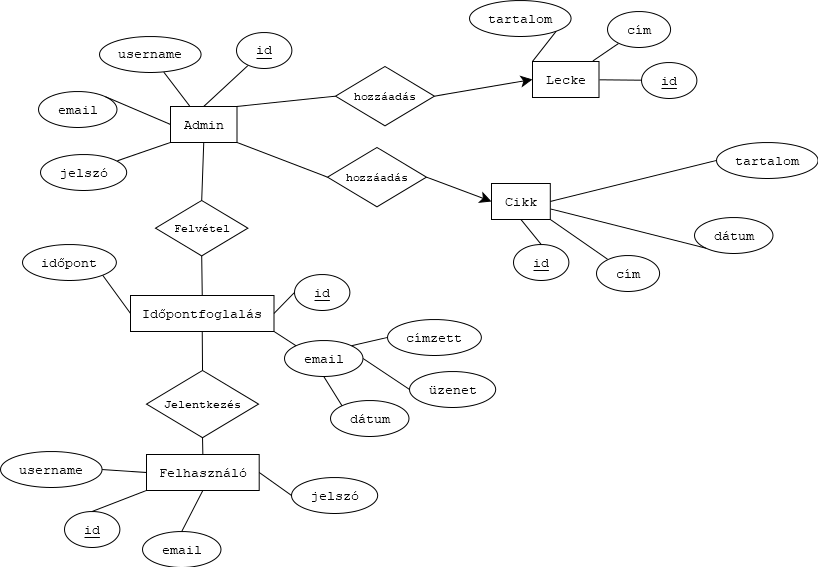 tartalom
cím
username
id
Lecke
id
hozzáadás
email
Admin
tartalom
jelszó
hozzáadás
Cikk
Felvétel
dátum
időpont
id
cím
id
Időpontfoglalás
címzett
email
üzenet
Jelentkezés
dátum
username
Felhasználó
jelszó
id
email